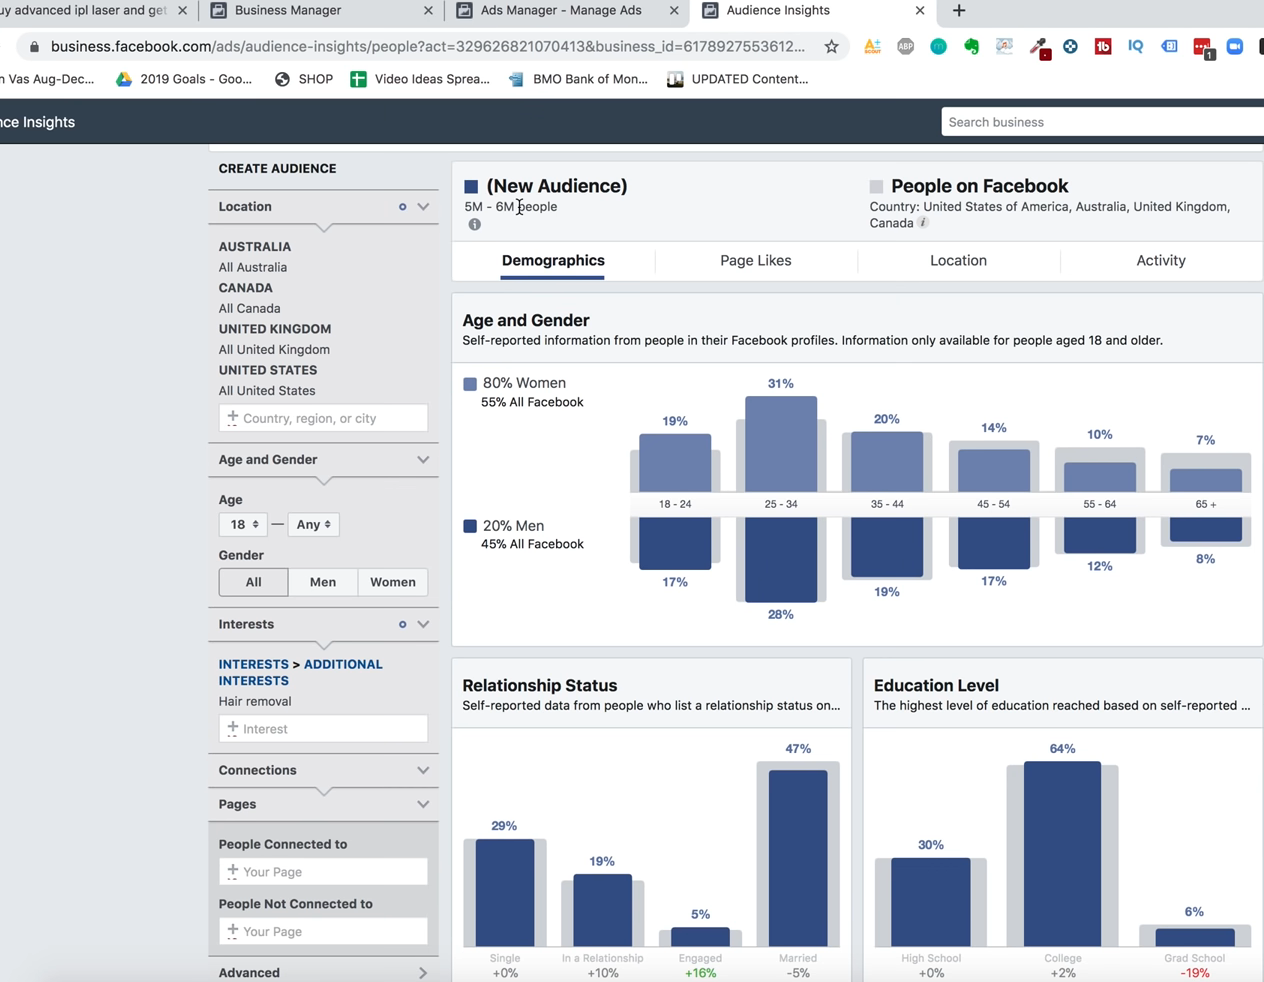 uy advanced ipl laser and get
Business Manager
Ads Manager - Manage Ads
Audience Insights
business.facebook.com/ads/audience-insights/people?act=329626821070413&business_id=6178927553612...
ABP
IQ
1
n Vas Aug-Dec...
2019 Goals - Goo...
SHOP
Video Ideas Sprea...
BMO Bank of Mon...
UPDATED Content...
nce Insights
Search business
CREATE AUDIENCE
Location
AUSTRALIA
All Australia
CANADA
All Canada
UNITED KINGDOM
All United Kingdom
UNITED STATES
All United States
Country, region, or city
Age and Gender
Age
18 — Any
Gender
All Men Women
Interests
INTERESTS > ADDITIONAL
INTERESTS
Hair removal
Interest
Connections
Pages
People Connected to
Your Page
People Not Connected to
Your Page
Advanced
(New Audience)
5M - 6M people
People on Facebook
Country: United States of America, Australia, United Kingdom,
Canada
Demographics Page Likes Location Activity
Age and Gender
Self-reported information from people in their Facebook profiles. Information only available for people aged 18 and older.
80% Women
55% All Facebook
19% 31% 20% 14% 10% 7%
18 - 24 25 - 34 35 - 44 45 - 54 55 - 64 65 +
20% Men
45% All Facebook
17% 28% 19% 17% 12% 8%
Relationship Status
Self-reported data from people who list a relationship status on...
29% 19% 5% 47%
Single In a Relationship Engaged Married
+0% +10% +16% -5%
Education Level
The highest level of education reached based on self-reported ...
30% 64% 6%
High School College Grad School
+0% +2% -19%